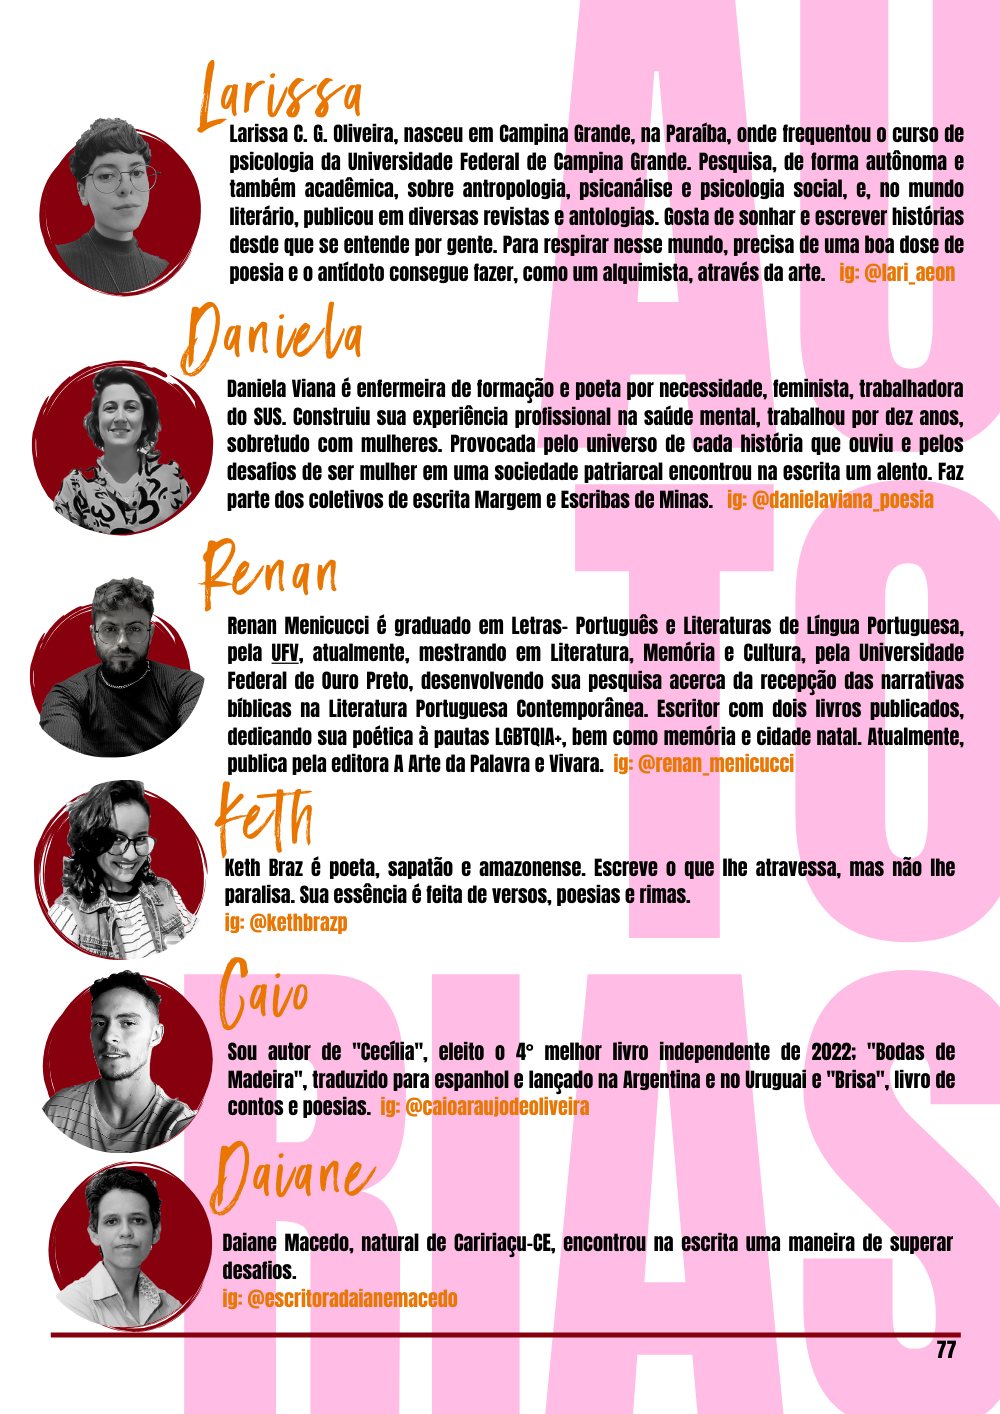 AU
TO
RIAS
Larissa
Larissa C. G. Oliveira, nasceu em Campina Grande, na Paraíba, onde frequentou o curso de
psicologia da Universidade Federal de Campina Grande. Pesquisa, de forma autônoma e
também acadêmica, sobre antropologia, psicanálise e psicologia social, e, no mundo
literário, publicou em diversas revistas e antologias. Gosta de sonhar e escrever histórias
desde que se entende por gente. Para respirar nesse mundo, precisa de uma boa dose de
poesia e o antídoto consegue fazer, como um alquimista, através da arte. ig: @lari_aeon
Daniela
Daniela Viana é enfermeira de formação e poeta por necessidade, feminista, trabalhadora
do SUS. Construiu sua experiência profissional na saúde mental, trabalhou por dez anos,
sobretudo com mulheres. Provocada pelo universo de cada história que ouviu e pelos
desafios de ser mulher em uma sociedade patriarcal encontrou na escrita um alento. Faz
parte dos coletivos de escrita Margem e Escribas de Minas. ig: @danielaviana_poesia
Renan
Renan Menicucci é graduado em Letras- Português e Literaturas de Língua Portuguesa,
pela UFV, atualmente, mestrando em Literatura, Memória e Cultura, pela Universidade
Federal de Ouro Preto, desenvolvendo sua pesquisa acerca da recepção das narrativas
bíblicas na Literatura Portuguesa Contemporânea. Escritor com dois livros publicados,
dedicando sua poética à pautas LGBTQIA+, bem como memória e cidade natal. Atualmente,
publica pela editora A Arte da Palavra e Vivara. ig: @renan_menicucci
Keth
Keth Braz é poeta, sapatão e amazonense. Escreve o que lhe atravessa, mas não lhe
paralisa. Sua essência é feita de versos, poesias e rimas.
ig: @kethbrazp
Caio
Sou autor de "Cecília", eleito o 4° melhor livro independente de 2022; "Bodas de
Madeira", traduzido para espanhol e lançado na Argentina e no Uruguai e "Brisa", livro de
contos e poesias. ig: @caioaraujodeoliveira
Daiane
Daiane Macedo, natural de Caririaçu-CE, encontrou na escrita uma maneira de superar
desafios.
ig: @escritoradaianemacedo
77